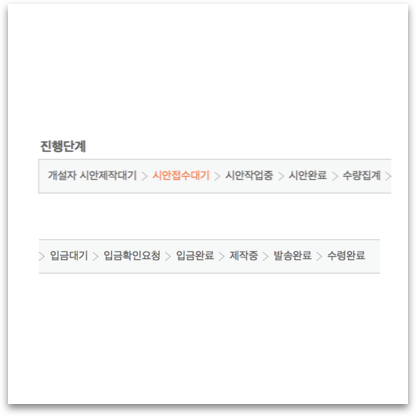 진행단계
개설자 시안제작대기 > 시안접수대기 > 시안작업중 > 시안완료 > 수량집계 >
> 입금대기 > 입금확인요청 > 입금완료 > 제작중 > 발송완료 > 수령완료